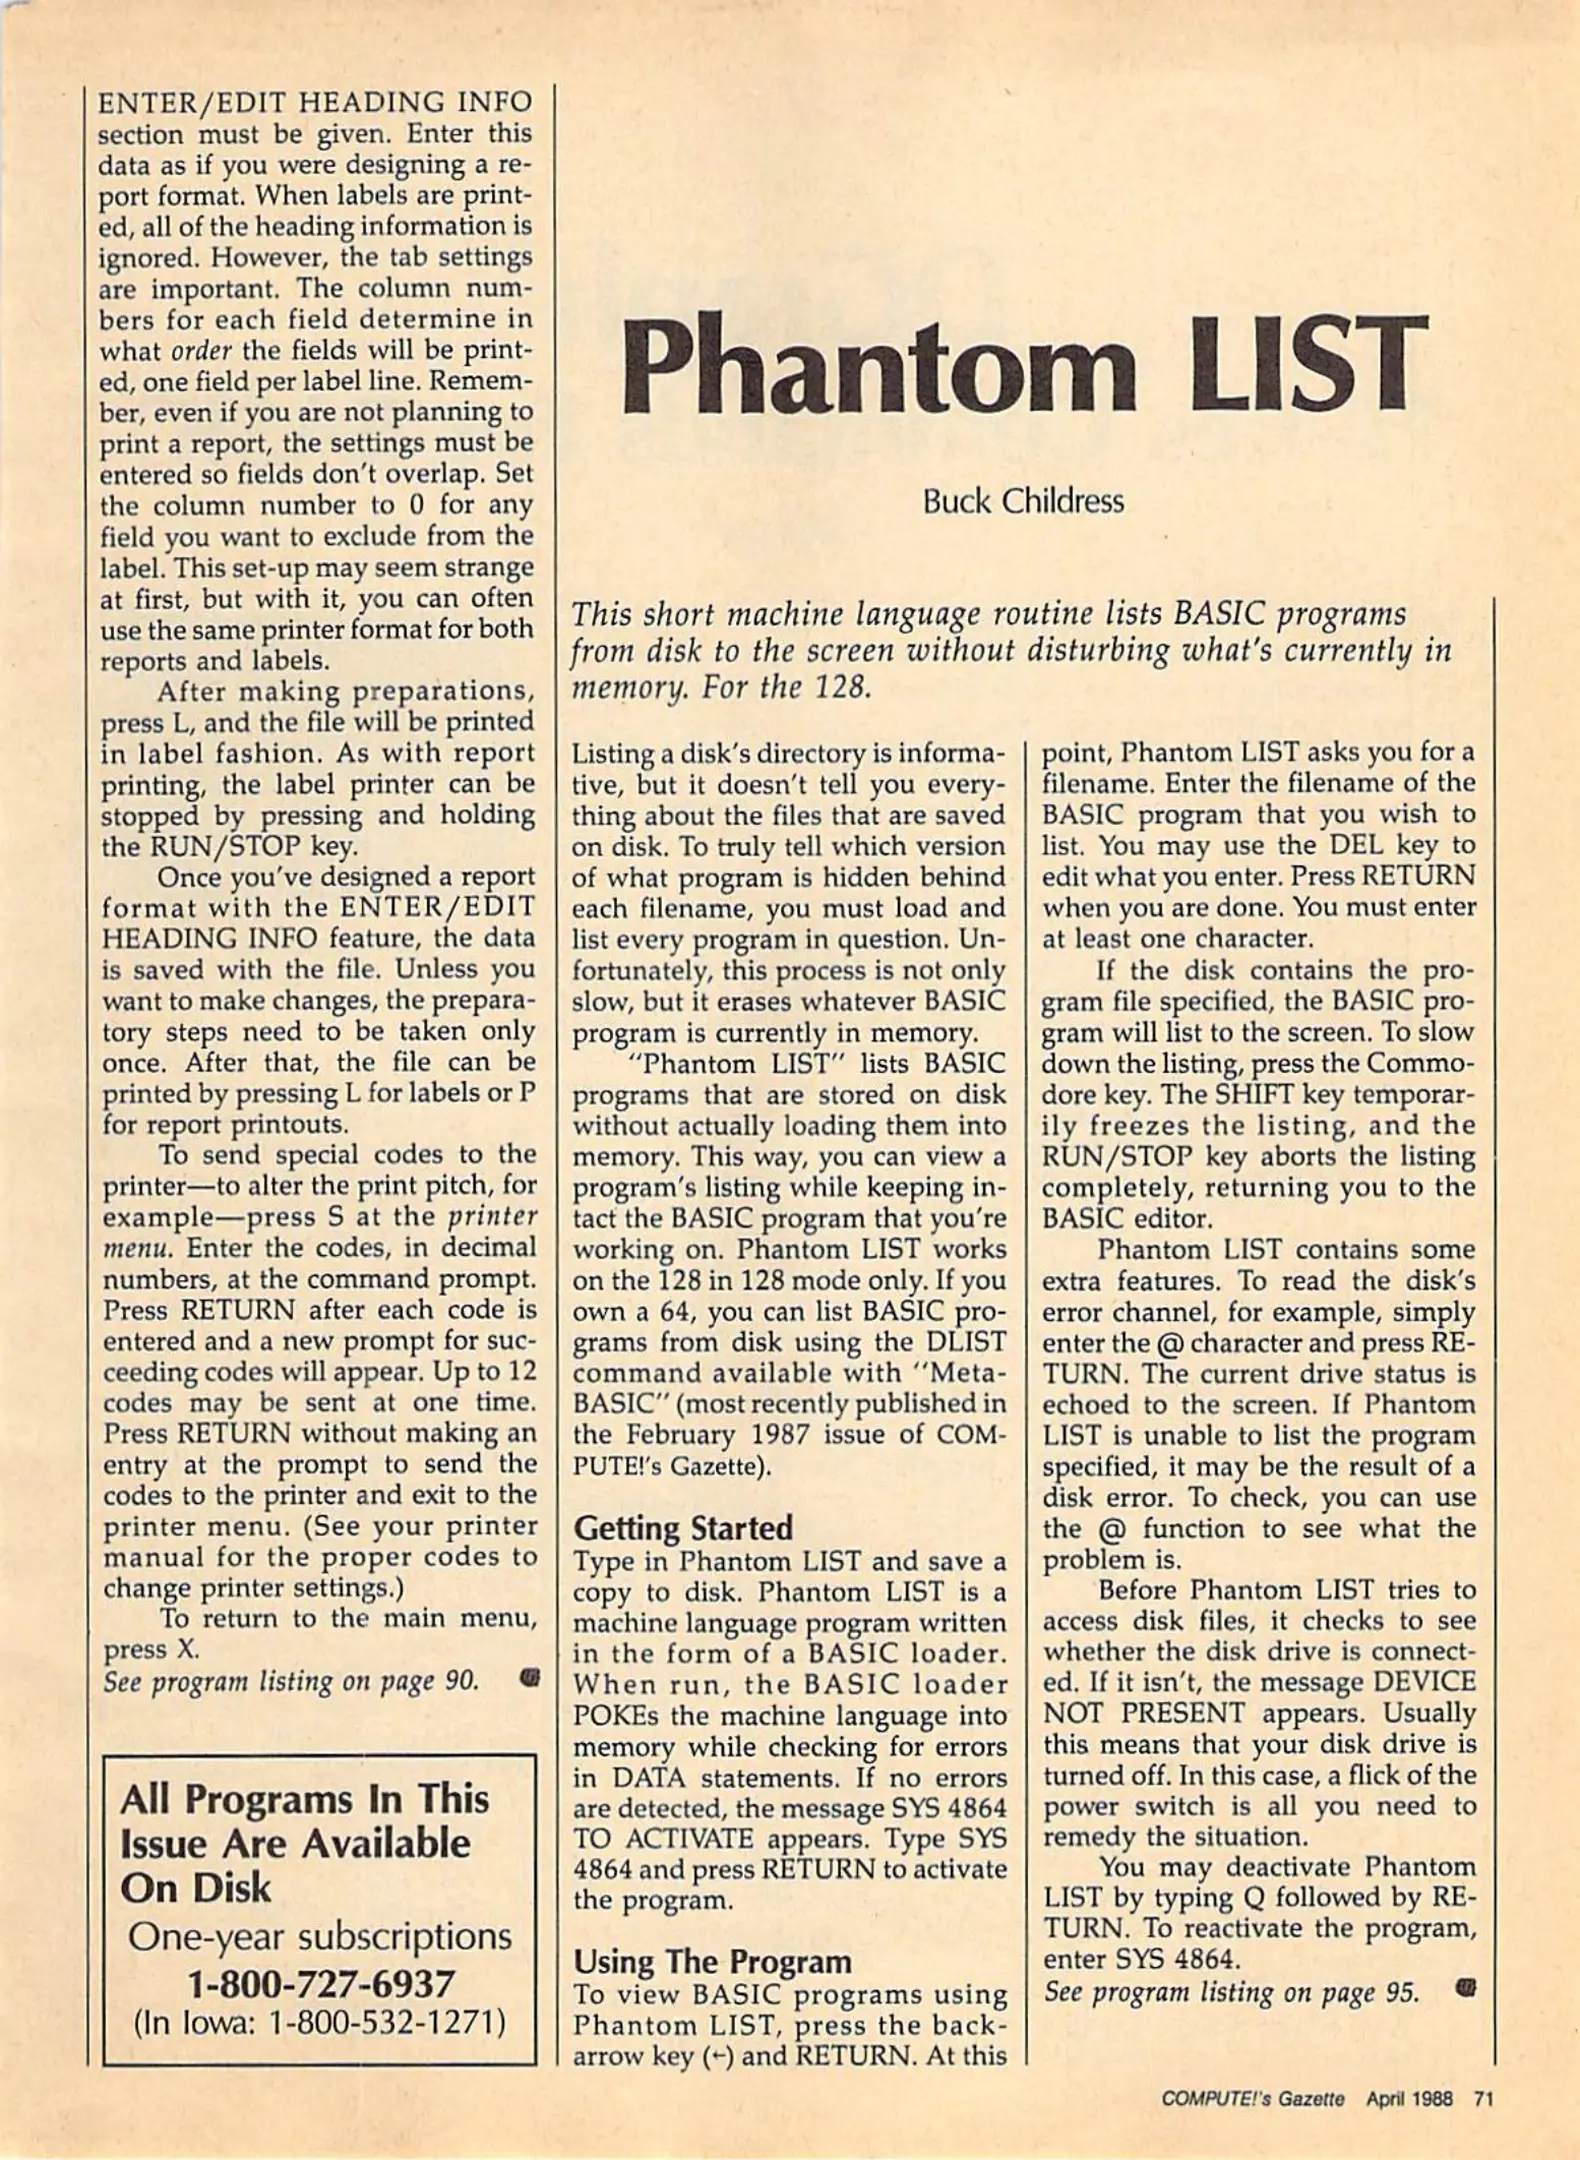 ENTER/EDIT HEADING INFO
section must be given. Enter this
data as if you were designing a re-
port format. When labels are print-
ed, all of the heading information is
ignored. However, the tab settings
are important. The column num-
bers for each field determine in
what order the fields will be print-
ed, one field per label line. Remem-
ber, even if you are not planning to
print a report, the settings must be
entered so fields don't overlap. Set
the column number to 0 for any
field you want to exclude from the
label. This set-up may seem strange
at first, but with it, you can often
use the same printer format for both
reports and labels.
After making preparations,
press L, and the file will be printed
in label fashion. As with report
printing, the label printer can be
stopped by pressing and holding
the RUN/STOP key.
Once you've designed a report
format with the ENTER/EDIT
HEADING INFO feature, the data
is saved with the file. Unless you
want to make changes, the prepara-
tory steps need to be taken only
once. After that, the file can be
printed by pressing L for labels or P
for report printouts.
To send special codes to the
printer—to alter the print pitch, for
example—press S at the printer
menu. Enter the codes, in decimal
numbers, at the command prompt.
Press RETURN after each code is
entered and a new prompt for suc-
ceeding codes will appear. Up to 12
codes may be sent at one time.
Press RETURN without making an
entry at the prompt to send the
codes to the printer and exit to the
printer menu. (See your printer
manual for the proper codes to
change printer settings.)
To return to the main menu,
press X.
See program listing on page 90.
All Programs In This
Issue Are Available
On Disk
One-year subscriptions
1-800-727-6937
(In Iowa: 1-800-532-1271)
Phantom LIST
Buck Childress
This short machine language routine lists BASIC programs
from disk to the screen without disturbing what's currently in
memory. For the 128.
Listing a disk's directory is informa-
tive, but it doesn't tell you every-
thing about the files that are saved
on disk. To truly tell which version
of what program is hidden behind
each filename, you must load and
list every program in question. Un-
fortunately, this process is not only
slow, but it erases whatever BASIC
program is currently in memory.
"Phantom LIST" lists BASIC
programs that are stored on disk
without actually loading them into
memory. This way, you can view a
program's listing while keeping in-
tact the BASIC program that you're
working on. Phantom LIST works
on the 128 in 128 mode only. If you
own a 64, you can list BASIC pro-
grams from disk using the DLIST
command available with "Meta-
BASIC" (most recently published in
the February 1987 issue of COM-
PUTE!'s Gazette).
Getting Started
Type in Phantom LIST and save a
copy to disk. Phantom LIST is a
machine language program written
in the form of a BASIC loader.
When run, the BASIC loader
POKEs the machine language into
memory while checking for errors
in DATA statements. If no errors
are detected, the message SYS 4864
TO ACTIVATE appears. Type SYS
4864 and press RETURN to activate
the program.
Using The Program
To view BASIC programs using
Phantom LIST, press the back-
arrow key (←) and RETURN. At this
point, Phantom LIST asks you for a
filename. Enter the filename of the
BASIC program that you wish to
list. You may use the DEL key to
edit what you enter. Press RETURN
when you are done. You must enter
at least one character.
If the disk contains the pro-
gram file specified, the BASIC pro-
gram will list to the screen. To slow
down the listing, press the Commo-
dore key. The SHIFT key temporar-
ily freezes the listing, and the
RUN/STOP key aborts the listing
completely, returning you to the
BASIC editor.
Phantom LIST contains some
extra features. To read the disk's
error channel, for example, simply
enter the @ character and press RE-
TURN. The current drive status is
echoed to the screen. If Phantom
LIST is unable to list the program
specified, it may be the result of a
disk error. To check, you can use
the @ function to see what the
problem is.
Before Phantom LIST tries to
access disk files, it checks to see
whether the disk drive is connect-
ed. If it isn't, the message DEVICE
NOT PRESENT appears. Usually
this means that your disk drive is
turned off. In this case, a flick of the
power switch is all you need to
remedy the situation.
You may deactivate Phantom
LIST by typing Q followed by RE-
TURN. To reactivate the program,
enter SYS 4864.
See program listing on page 95.
COMPUTE!'s Gazette April 1988 71